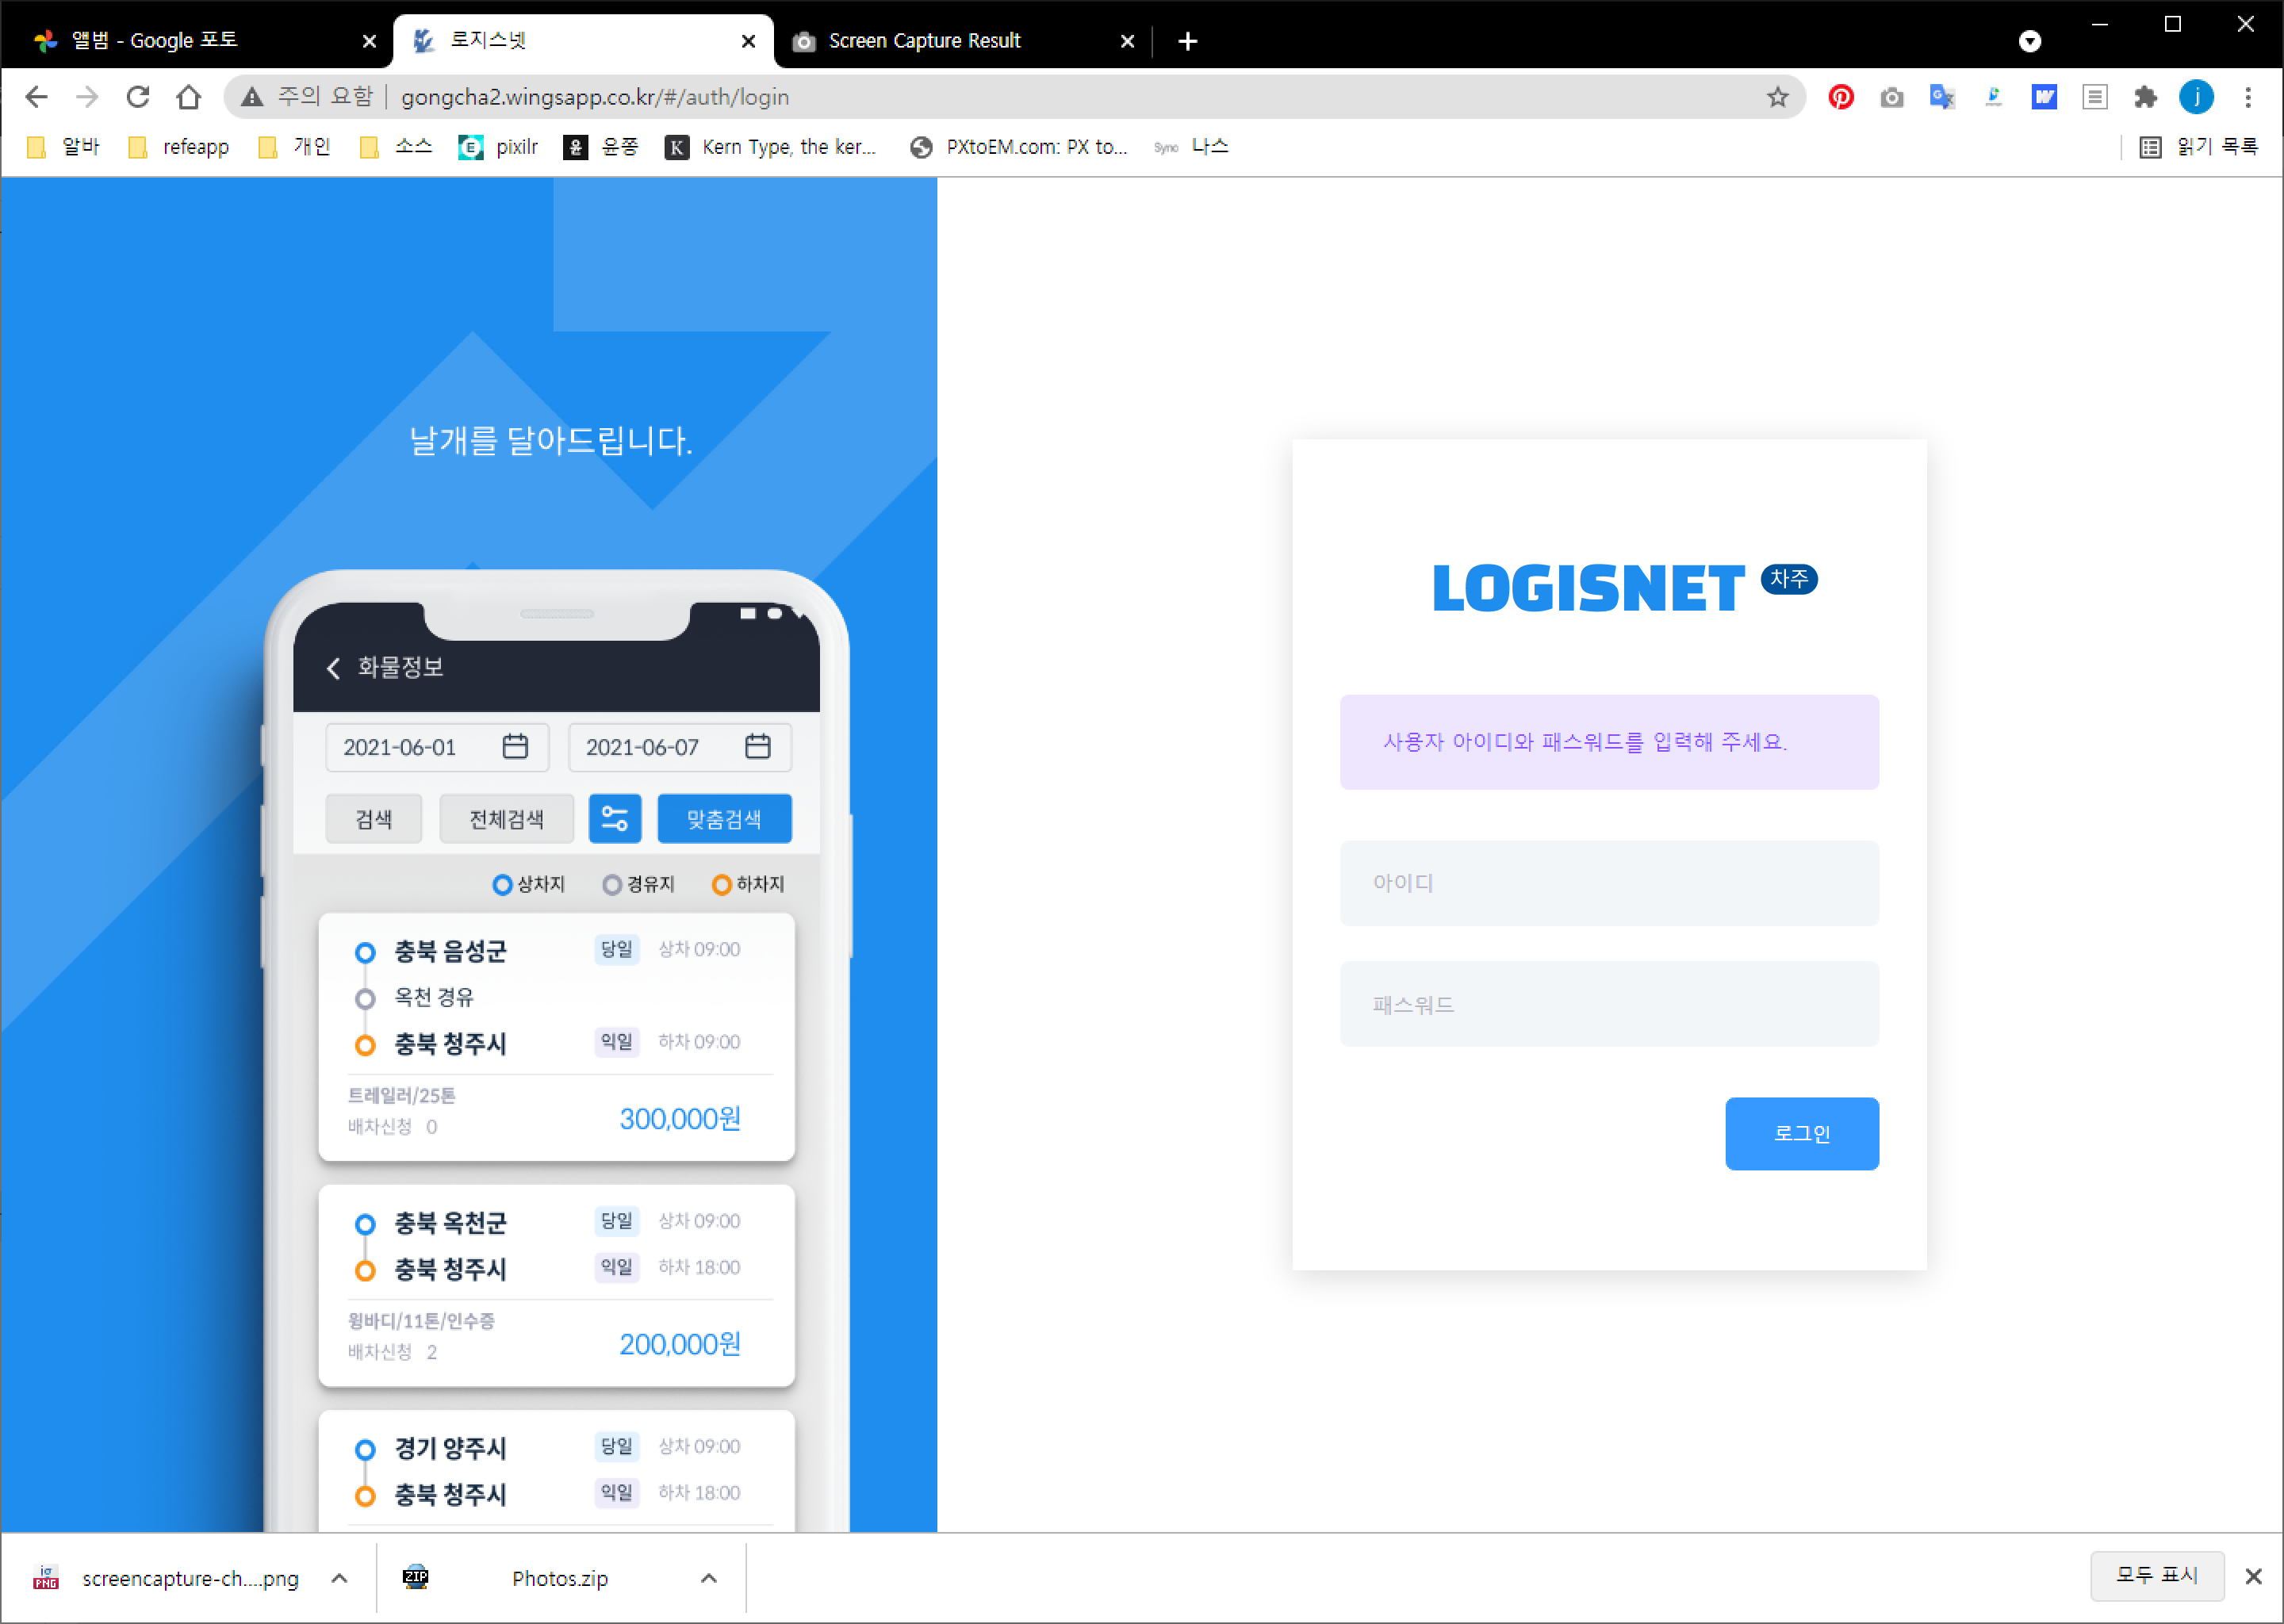 앨범 - Google 포토
로지스넷
Screen Capture Result
주의 요함
gongcha2.wingsapp.co.kr/#/auth/login
j
알바
refeapp
개인
소스
pixilr
윤쫑
Kern Type, the ker...
PXtoEM.com: PX to...
Syno 나스
읽기 목록
날개를 달아드립니다.
화물정보
2021-06-01
2021-06-07
검색
전체검색
맞춤검색
상차지
경유지
하차지
충북 음성군
당일
상차 09:00
옥천 경유
충북 청주시
익일
하차 09:00
트레일러/25톤
배차신청 0
300,000원
충북 옥천군
당일
상차 09:00
충북 청주시
익일
하차 18:00
윙바디/11톤/인수증
배차신청 2
200,000원
경기 양주시
당일
상차 09:00
충북 청주시
익일
하차 18:00
LOGISNET 차주
사용자 아이디와 패스워드를 입력해 주세요.
아이디
패스워드
로그인
screencapture-ch....png
Photos.zip
모두 표시